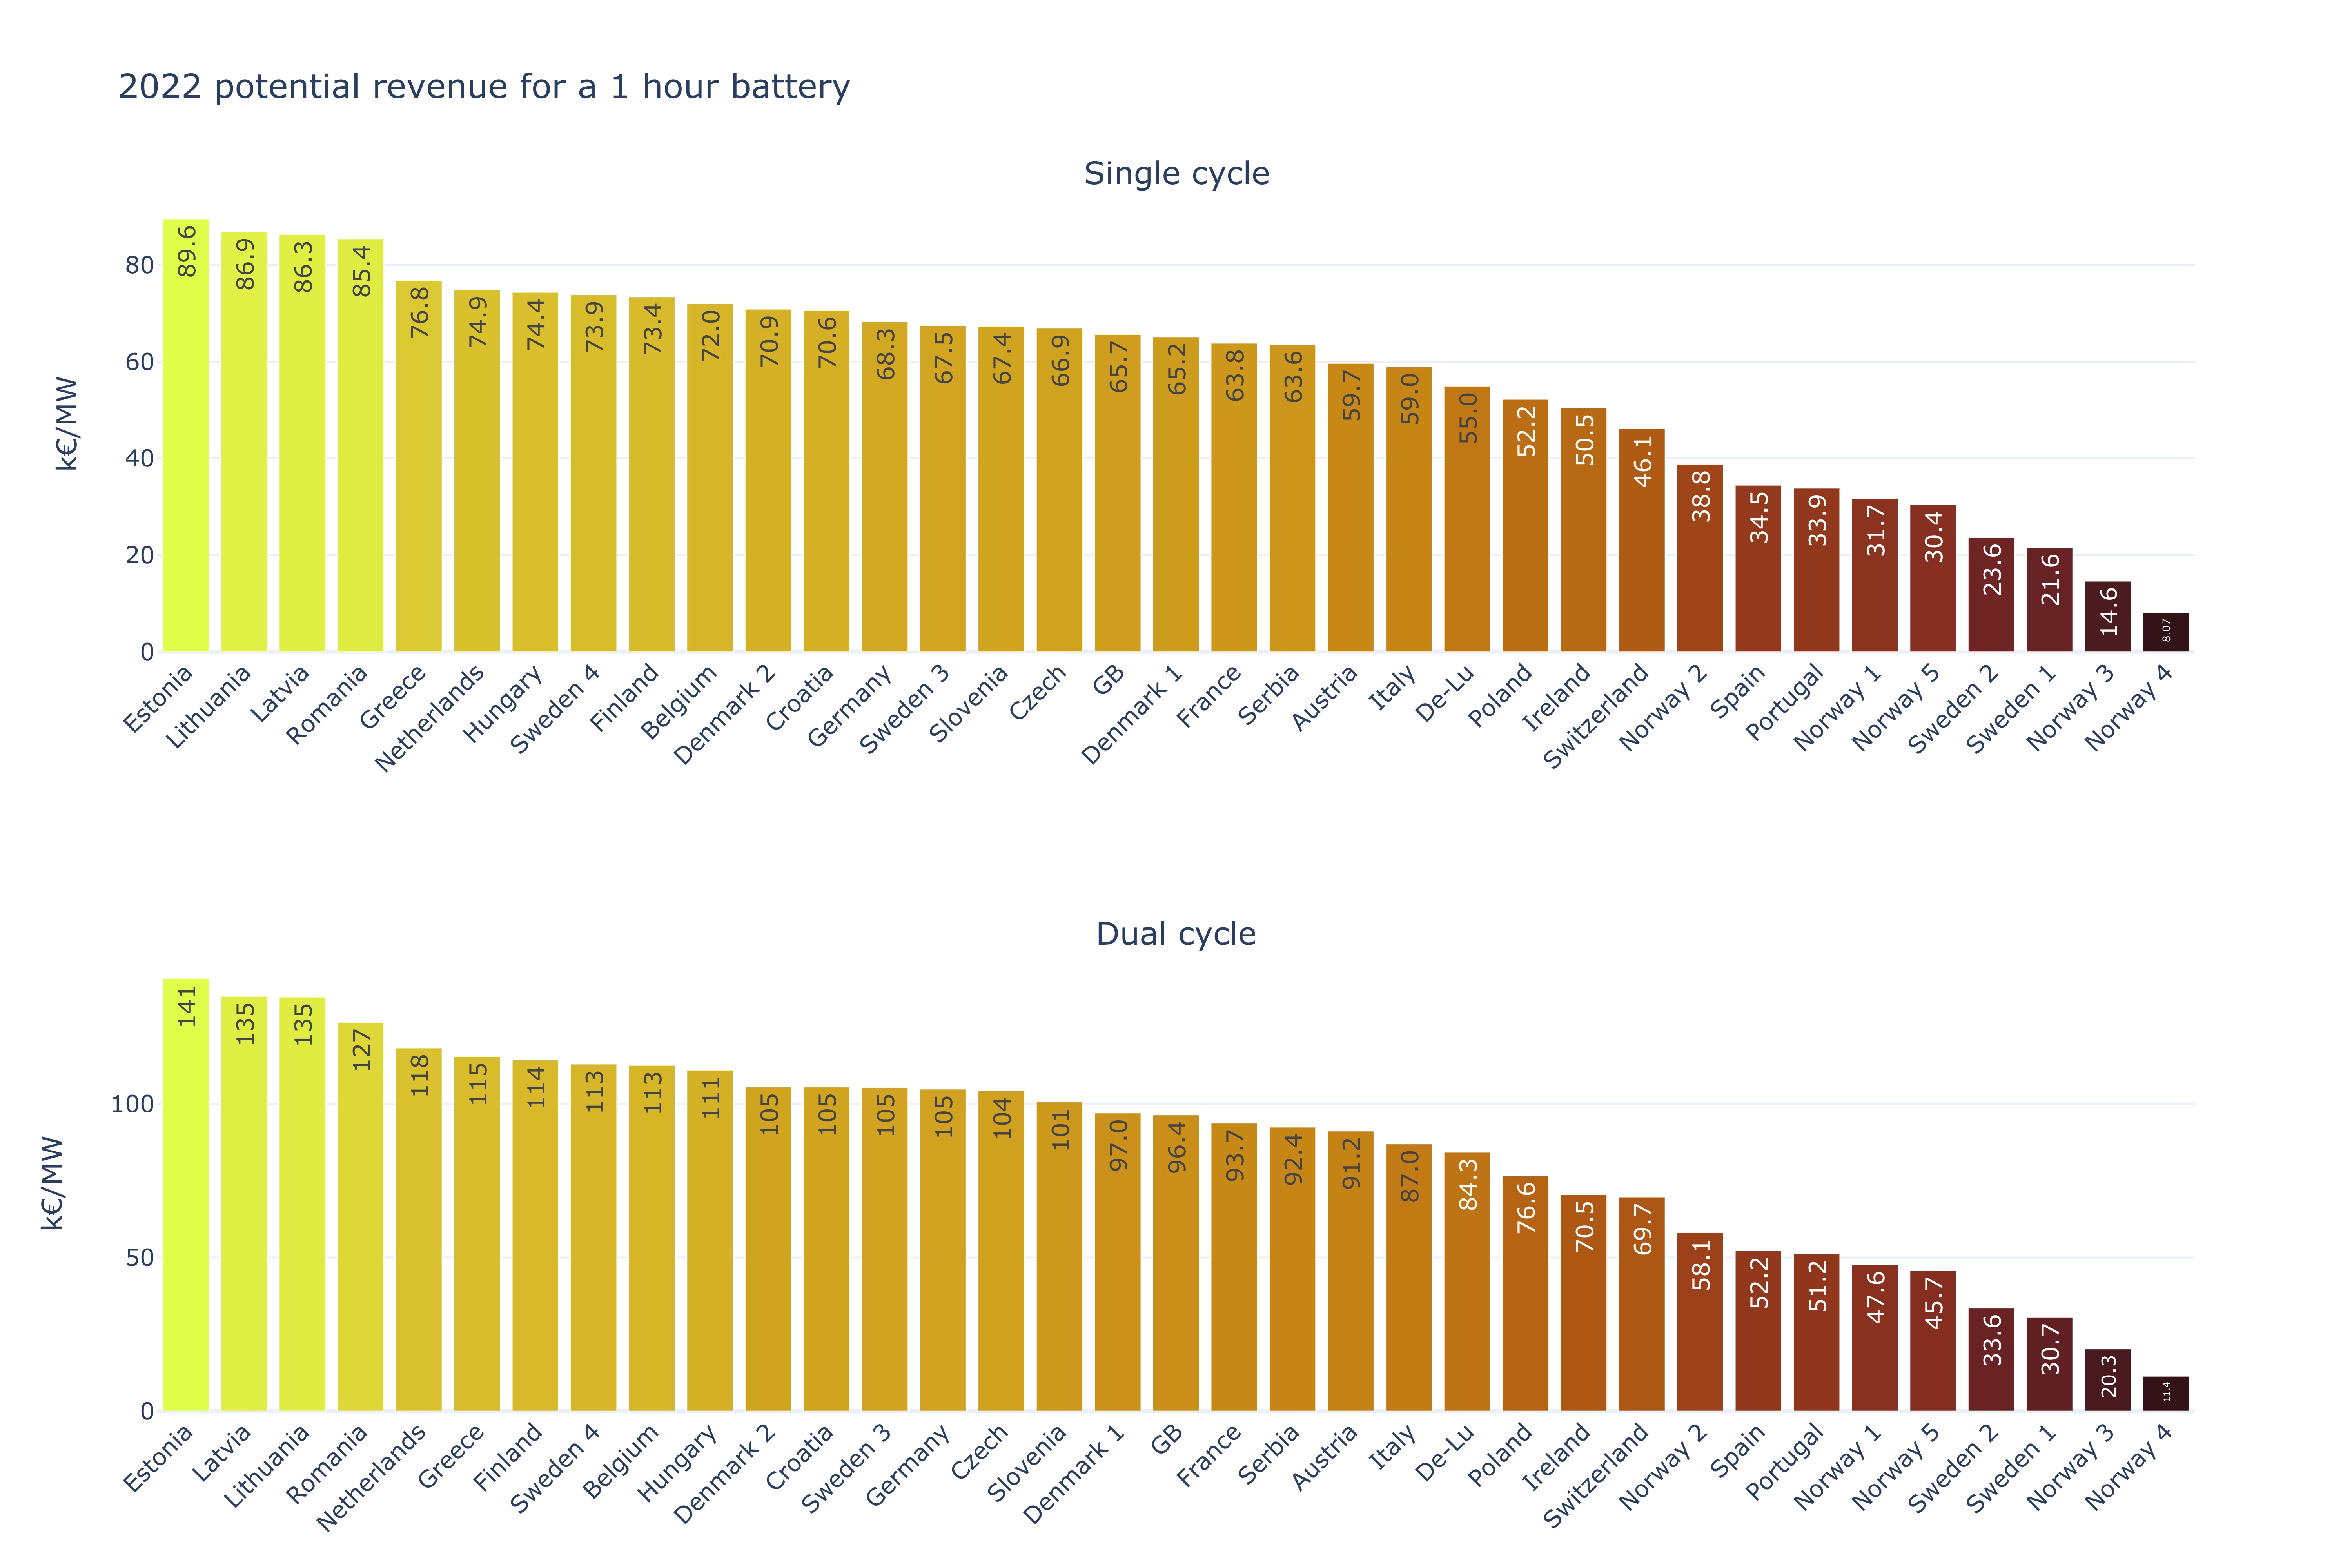 2022 potential revenue for a 1 hour battery
Single cycle
k€/MW
80
60
40
20
0
89.6
86.9
86.3
85.4
76.8
74.9
74.4
73.9
73.4
72.0
70.9
70.6
68.3
67.5
67.4
66.9
65.7
65.2
63.8
63.6
59.7
59.0
55.0
52.2
50.5
46.1
38.8
34.5
33.9
31.7
30.4
23.6
21.6
14.6
8.07
Estonia
Lithuania
Latvia
Romania
Greece
Netherlands
Hungary
Sweden 4
Finland
Belgium
Denmark 2
Croatia
Germany
Sweden 3
Slovenia
Czech
GB
Denmark 1
France
Serbia
Austria
Italy
De-Lu
Poland
Ireland
Switzerland
Norway 2
Spain
Portugal
Norway 1
Norway 5
Sweden 2
Sweden 1
Norway 3
Norway 4
Dual cycle
k€/MW
100
50
0
141
135
135
127
118
115
114
113
113
111
105
105
105
105
104
101
97.0
96.4
93.7
92.4
91.2
87.0
84.3
76.6
70.5
69.7
58.1
52.2
51.2
47.6
45.7
33.6
30.7
20.3
11.4
Estonia
Latvia
Lithuania
Romania
Netherlands
Greece
Finland
Sweden 4
Belgium
Hungary
Denmark 2
Croatia
Sweden 3
Germany
Czech
Slovenia
Denmark 1
GB
France
Serbia
Austria
Italy
De-Lu
Poland
Ireland
Switzerland
Norway 2
Spain
Portugal
Norway 1
Norway 5
Sweden 2
Sweden 1
Norway 3
Norway 4